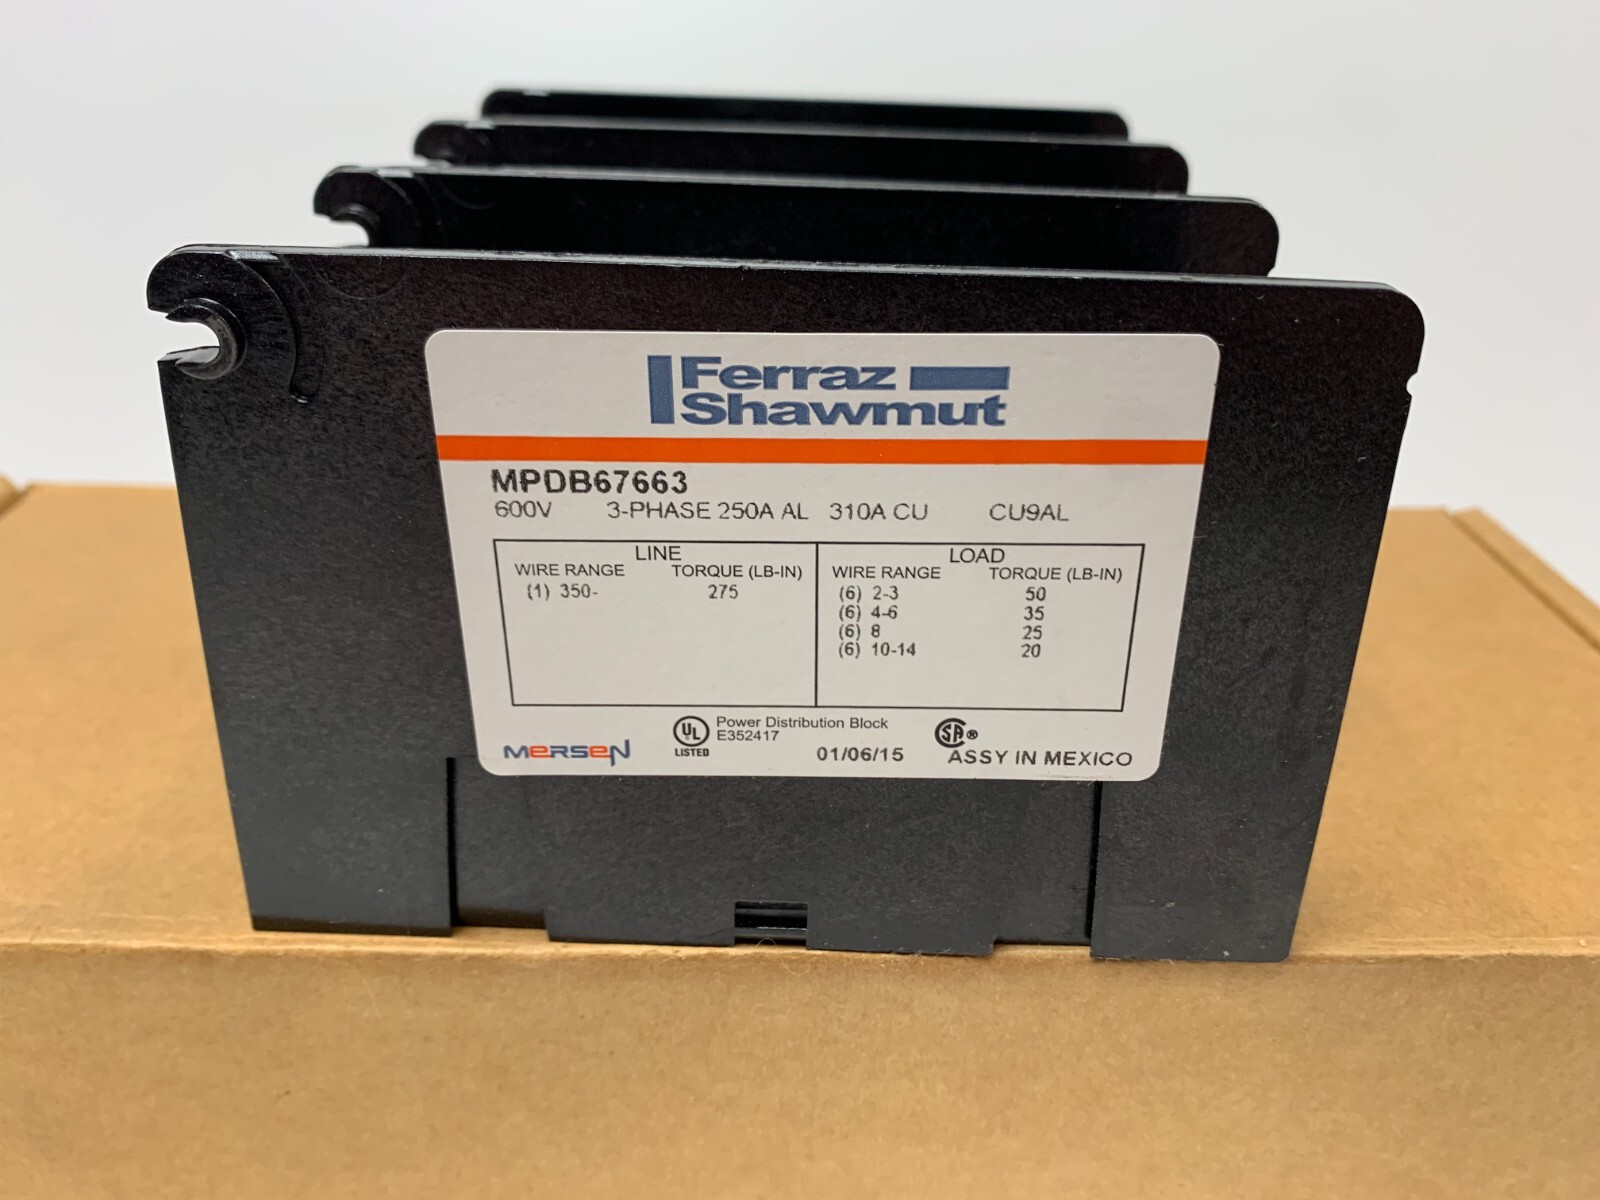 Ferraz
Shawmut
MPDB67663
600V 3-PHASE 250A AL 310A CU CU9AL
LINE LOAD
WIRE RANGE TORQUE (LB-IN) WIRE RANGE TORQUE (LB-IN)
(1) 350- 275 (6) 2-3 50
(6) 4-6 35
(6) 8 25
(6) 10-14 20
MERSEN UL LISTED Power Distribution Block SA ®
E352417
01/06/15 ASSY IN MEXICO